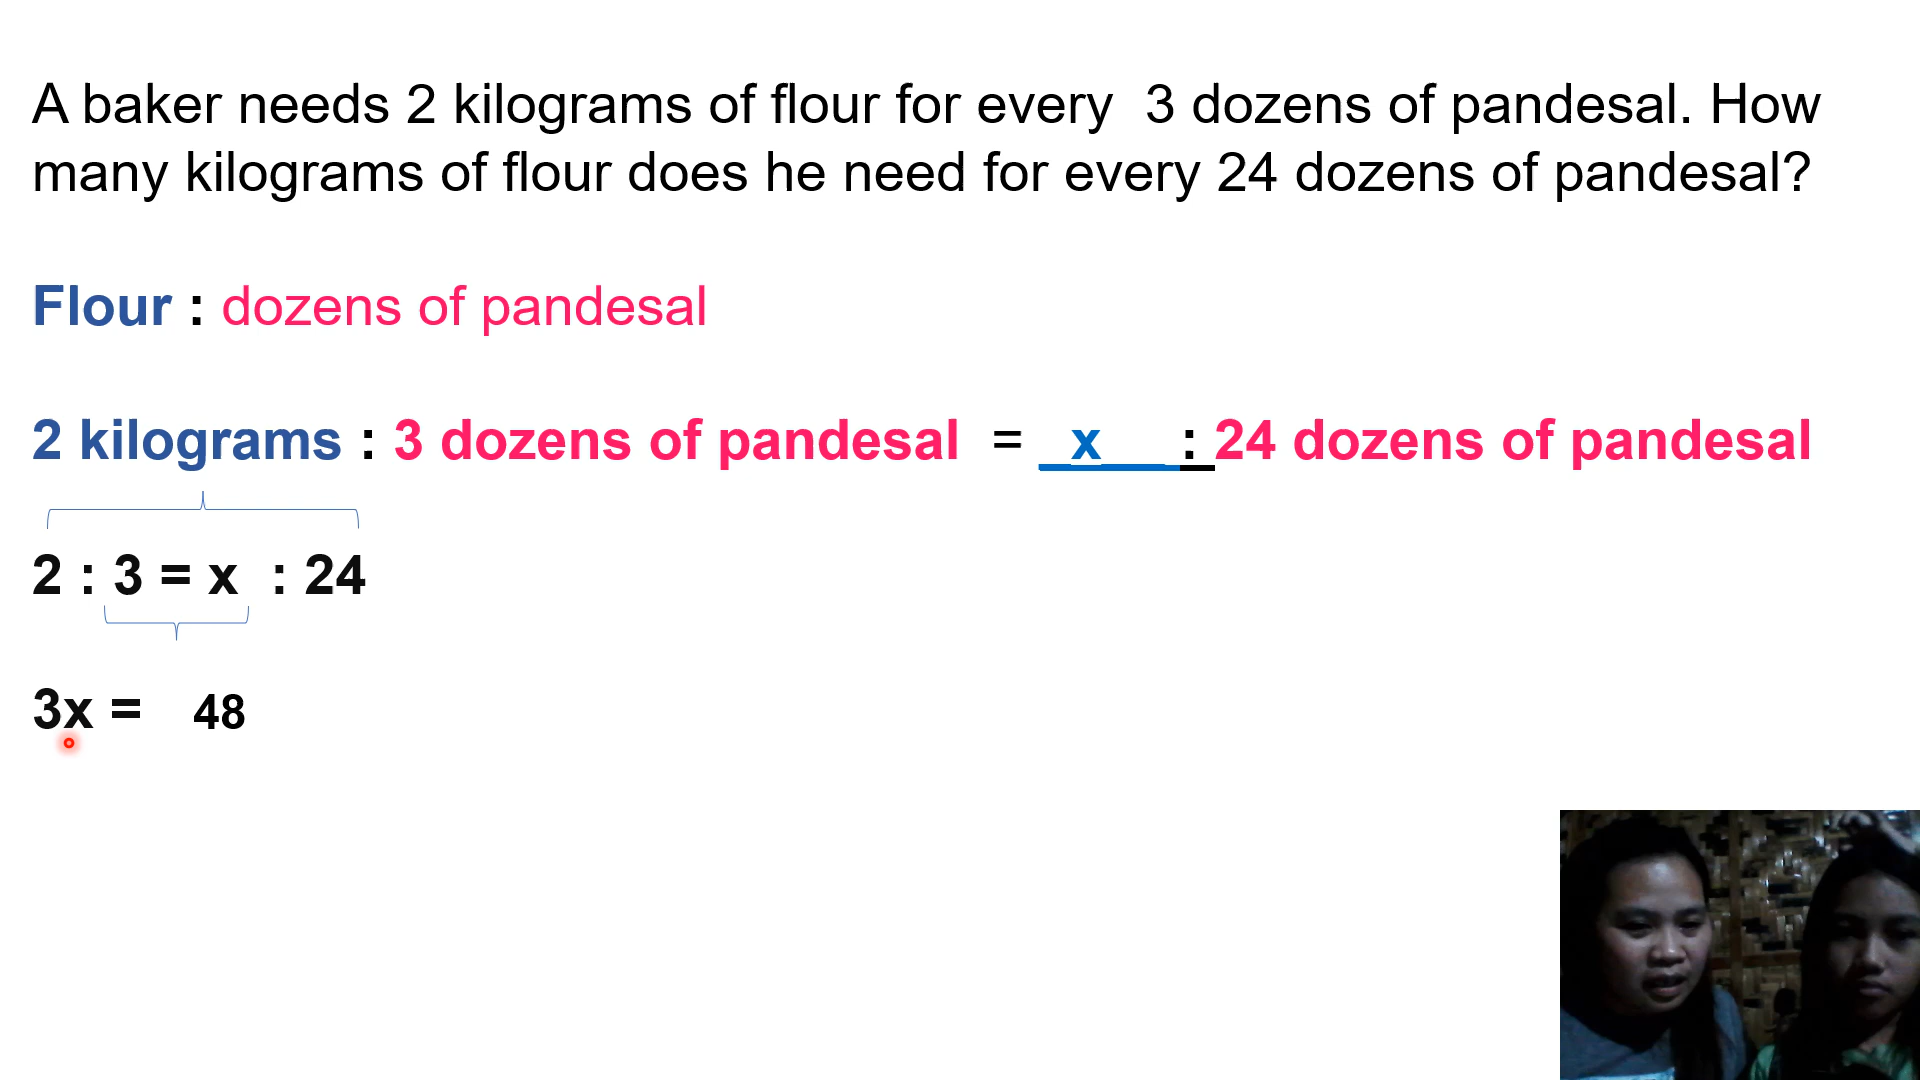 A baker needs 2 kilograms of flour for every 3 dozens of pandesal. How
many kilograms of flour does he need for every 24 dozens of pandesal?
Flour : dozens of pandesal
2 kilograms : 3 dozens of pandesal = __x__ : 24 dozens of pandesal
2 : 3 = x : 24
3x = 48